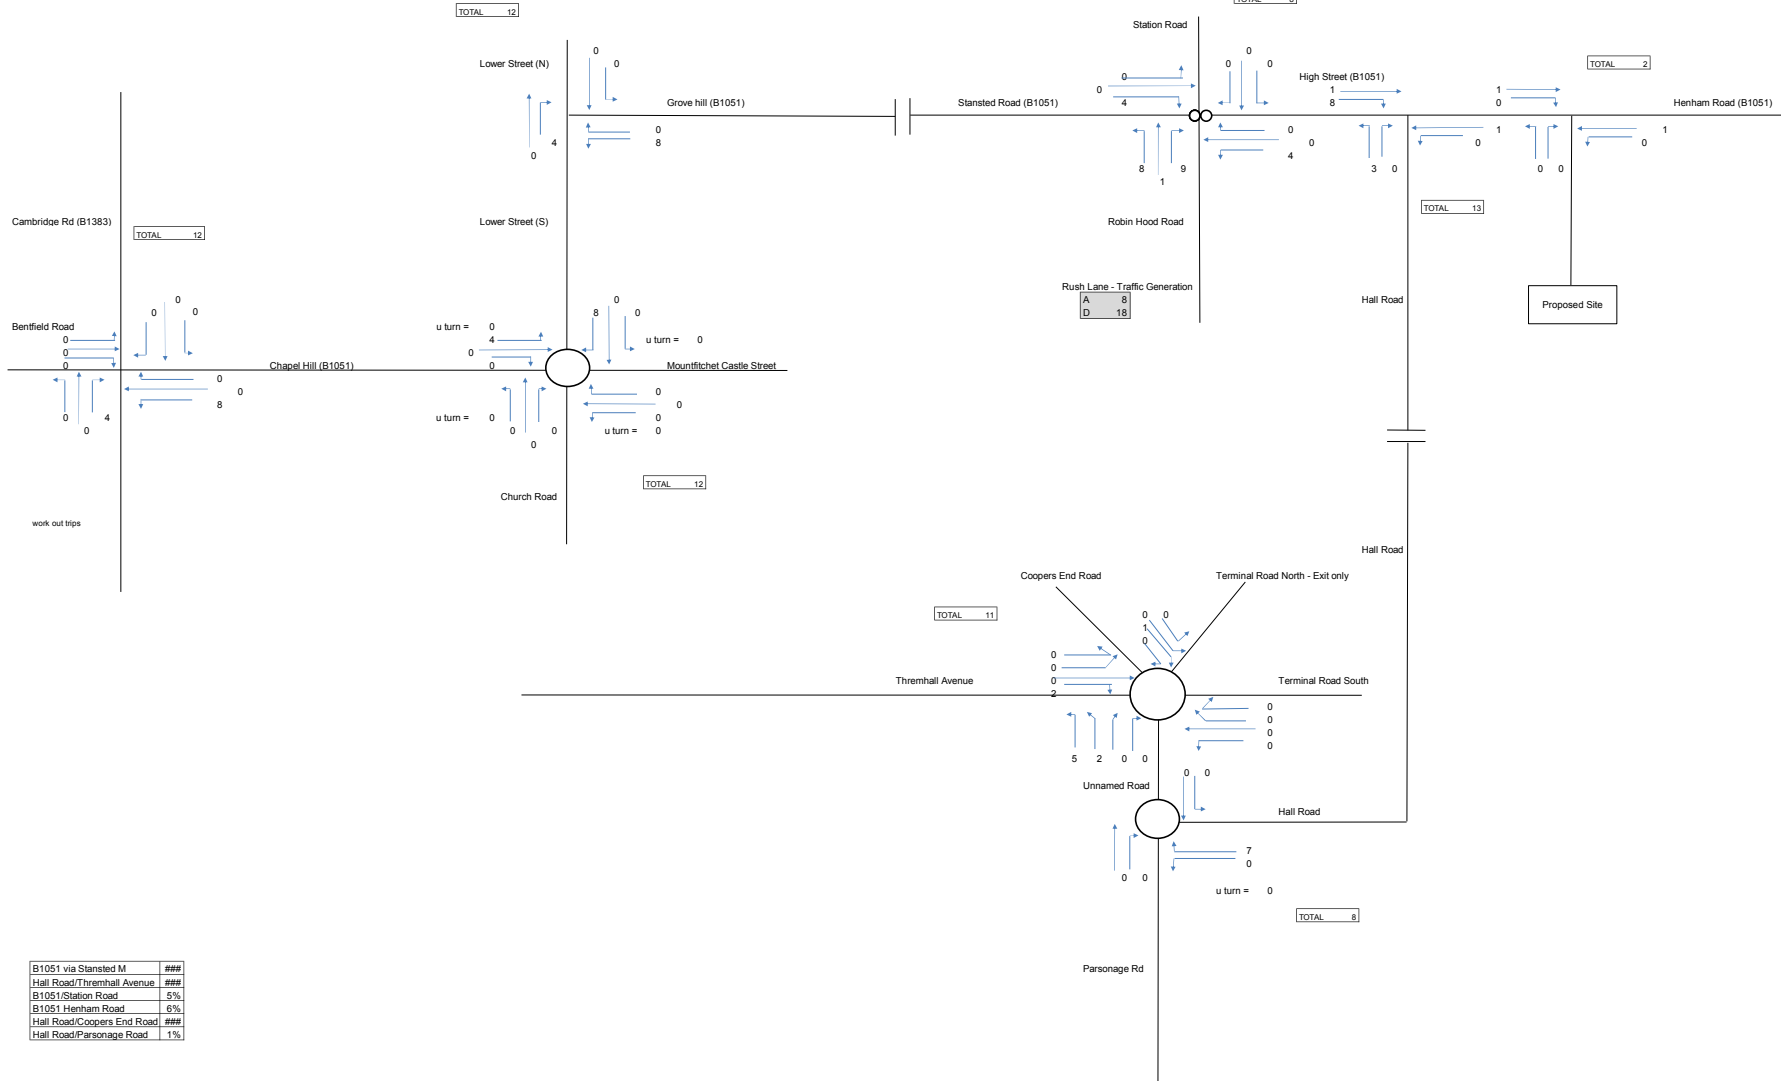 TOTAL 12
Station Road
Lower Street (N)
0
0
0
4
Grove hill (B1051)
0
8
Stansted Road (B1051)
0
0
4
0
0
0
High Street (B1051)
1
8
1
0
TOTAL 2
Henham Road (B1051)
8
1
9
0
0
4
3 0
1
0
0 0
1
0
Cambridge Rd (B1383)
TOTAL 12
Lower Street (S)
Robin Hood Road
TOTAL 13
Rush Lane - Traffic Generation
A 8
D 18
Hall Road
Proposed Site
Bentfield Road
0
0
0
0
0
0
Chapel Hill (B1051)
0
0
8
0
0
4
u turn = 0
4
0
0
8
0
0
u turn = 0
Mountfitchet Castle Street
0
0
0
u turn = 0
u turn = 0
0
0
0
TOTAL 12
Church Road
work out trips
Hall Road
Coopers End Road
Terminal Road North - Exit only
TOTAL 11
0 0
1
0
0
0
0
2
Thremhall Avenue
Terminal Road South
0
0
0
0
5 2 0 0
Unnamed Road
0 0
Hall Road
7
0
0 0
u turn = 0
TOTAL 8
Parsonage Rd
B1051 via Stansted M ###
Hall Road/Thremhall Avenue ###
B1051/Station Road 5%
B1051 Henham Road 6%
Hall Road/Coopers End Road ###
Hall Road/Parsonage Road 1%